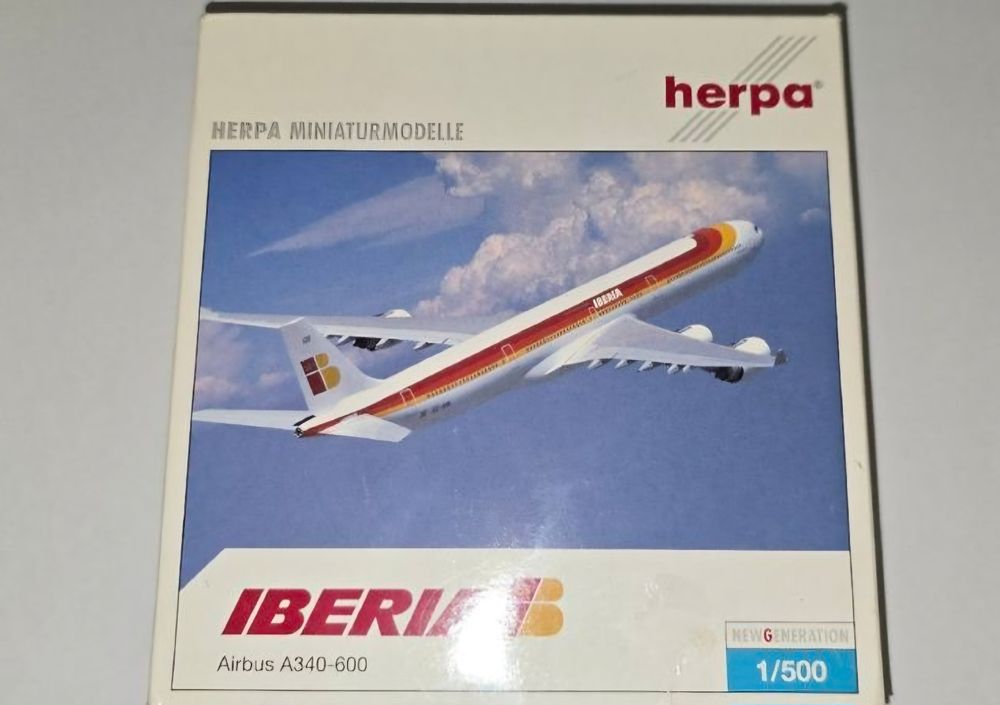 herpa®
HERPA MINIATURMODELLE
IBERIA
IBERIA
Airbus A340-600
NEWGENERATION
1/500